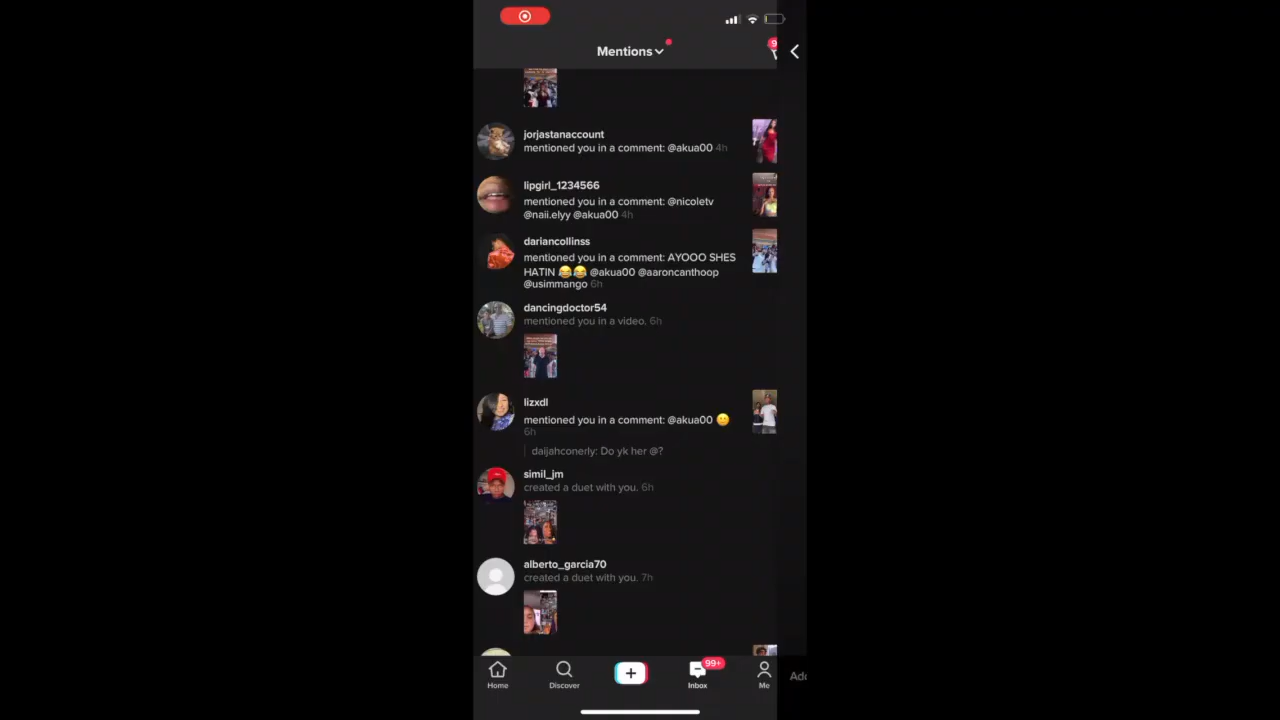 Mentions
jorjastanaccount
mentioned you in a comment: @akua00 4h
lipgirl_1234566
mentioned you in a comment: @nicoletv
@naii.elyy @akua00 4h
dariancollinss
mentioned you in a comment: AYOOO SHES
HATIN 😂😂 @akua00 @aaroncanthoop
@usimmango 6h
dancingdoctor54
mentioned you in a video. 6h
lizxdl
mentioned you in a comment: @akua00 🙂
6h
daijahconerly: Do yk her @?
simil_jm
created a duet with you. 6h
alberto_garcia70
created a duet with you. 7h
99+
Home
Discover
Inbox
Me